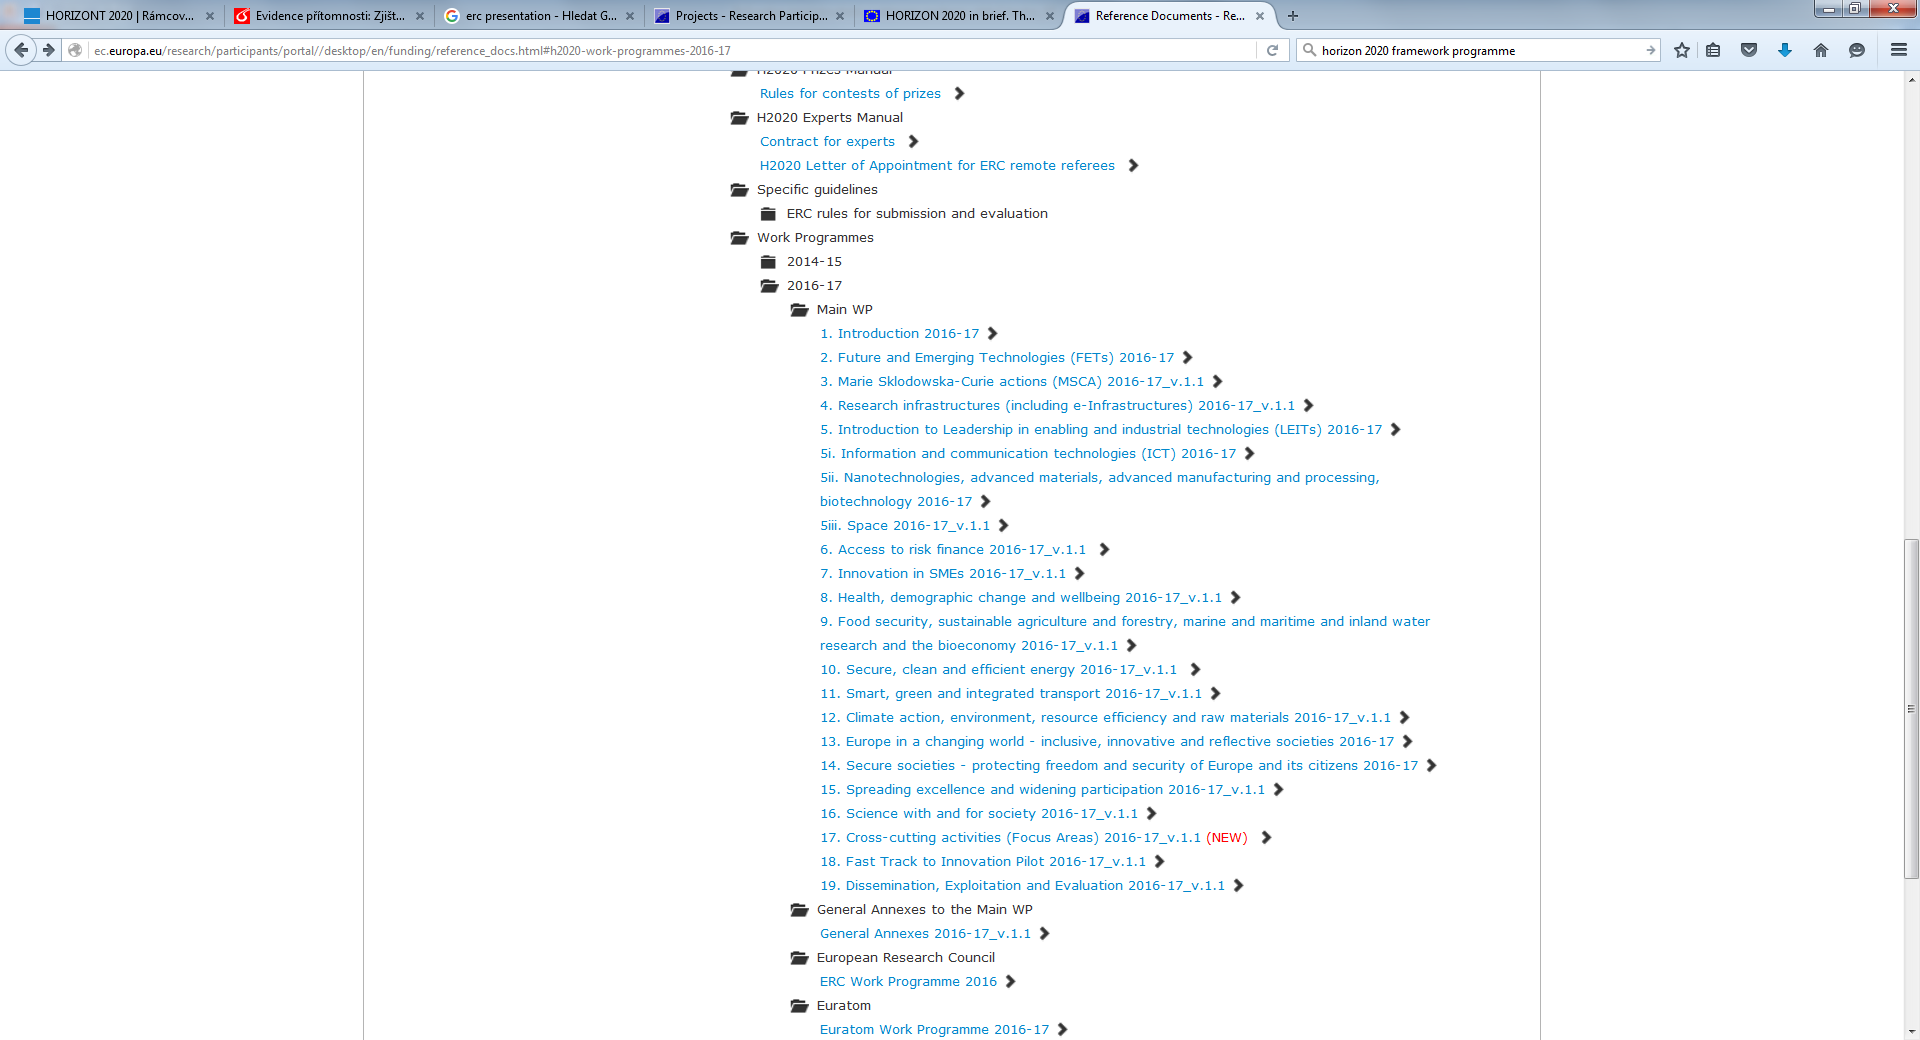 HORIZONT 2020 | Rámcov...
Evidence přítomnosti: Zjišt...
erc presentation - Hledat G...
Projects - Research Particip...
HORIZON 2020 in brief. Th...
Reference Documents - Re...
ec.europa.eu/research/participants/portal//desktop/en/funding/reference_docs.html#h2020-work-programmes-2016-17
horizon 2020 framework programme
H2020 Prizes Manual
Rules for contests of prizes
H2020 Experts Manual
Contract for experts
H2020 Letter of Appointment for ERC remote referees
Specific guidelines
ERC rules for submission and evaluation
Work Programmes
2014-15
2016-17
Main WP
1. Introduction 2016-17
2. Future and Emerging Technologies (FETs) 2016-17
3. Marie Sklodowska-Curie actions (MSCA) 2016-17_v.1.1
4. Research infrastructures (including e-Infrastructures) 2016-17_v.1.1
5. Introduction to Leadership in enabling and industrial technologies (LEITs) 2016-17
5i. Information and communication technologies (ICT) 2016-17
5ii. Nanotechnologies, advanced materials, advanced manufacturing and processing,
biotechnology 2016-17
5iii. Space 2016-17_v.1.1
6. Access to risk finance 2016-17_v.1.1
7. Innovation in SMEs 2016-17_v.1.1
8. Health, demographic change and wellbeing 2016-17_v.1.1
9. Food security, sustainable agriculture and forestry, marine and maritime and inland water
research and the bioeconomy 2016-17_v.1.1
10. Secure, clean and efficient energy 2016-17_v.1.1
11. Smart, green and integrated transport 2016-17_v.1.1
12. Climate action, environment, resource efficiency and raw materials 2016-17_v.1.1
13. Europe in a changing world - inclusive, innovative and reflective societies 2016-17
14. Secure societies - protecting freedom and security of Europe and its citizens 2016-17
15. Spreading excellence and widening participation 2016-17_v.1.1
16. Science with and for society 2016-17_v.1.1
17. Cross-cutting activities (Focus Areas) 2016-17_v.1.1 (NEW)
18. Fast Track to Innovation Pilot 2016-17_v.1.1
19. Dissemination, Exploitation and Evaluation 2016-17_v.1.1
General Annexes to the Main WP
General Annexes 2016-17_v.1.1
European Research Council
ERC Work Programme 2016
Euratom
Euratom Work Programme 2016-17